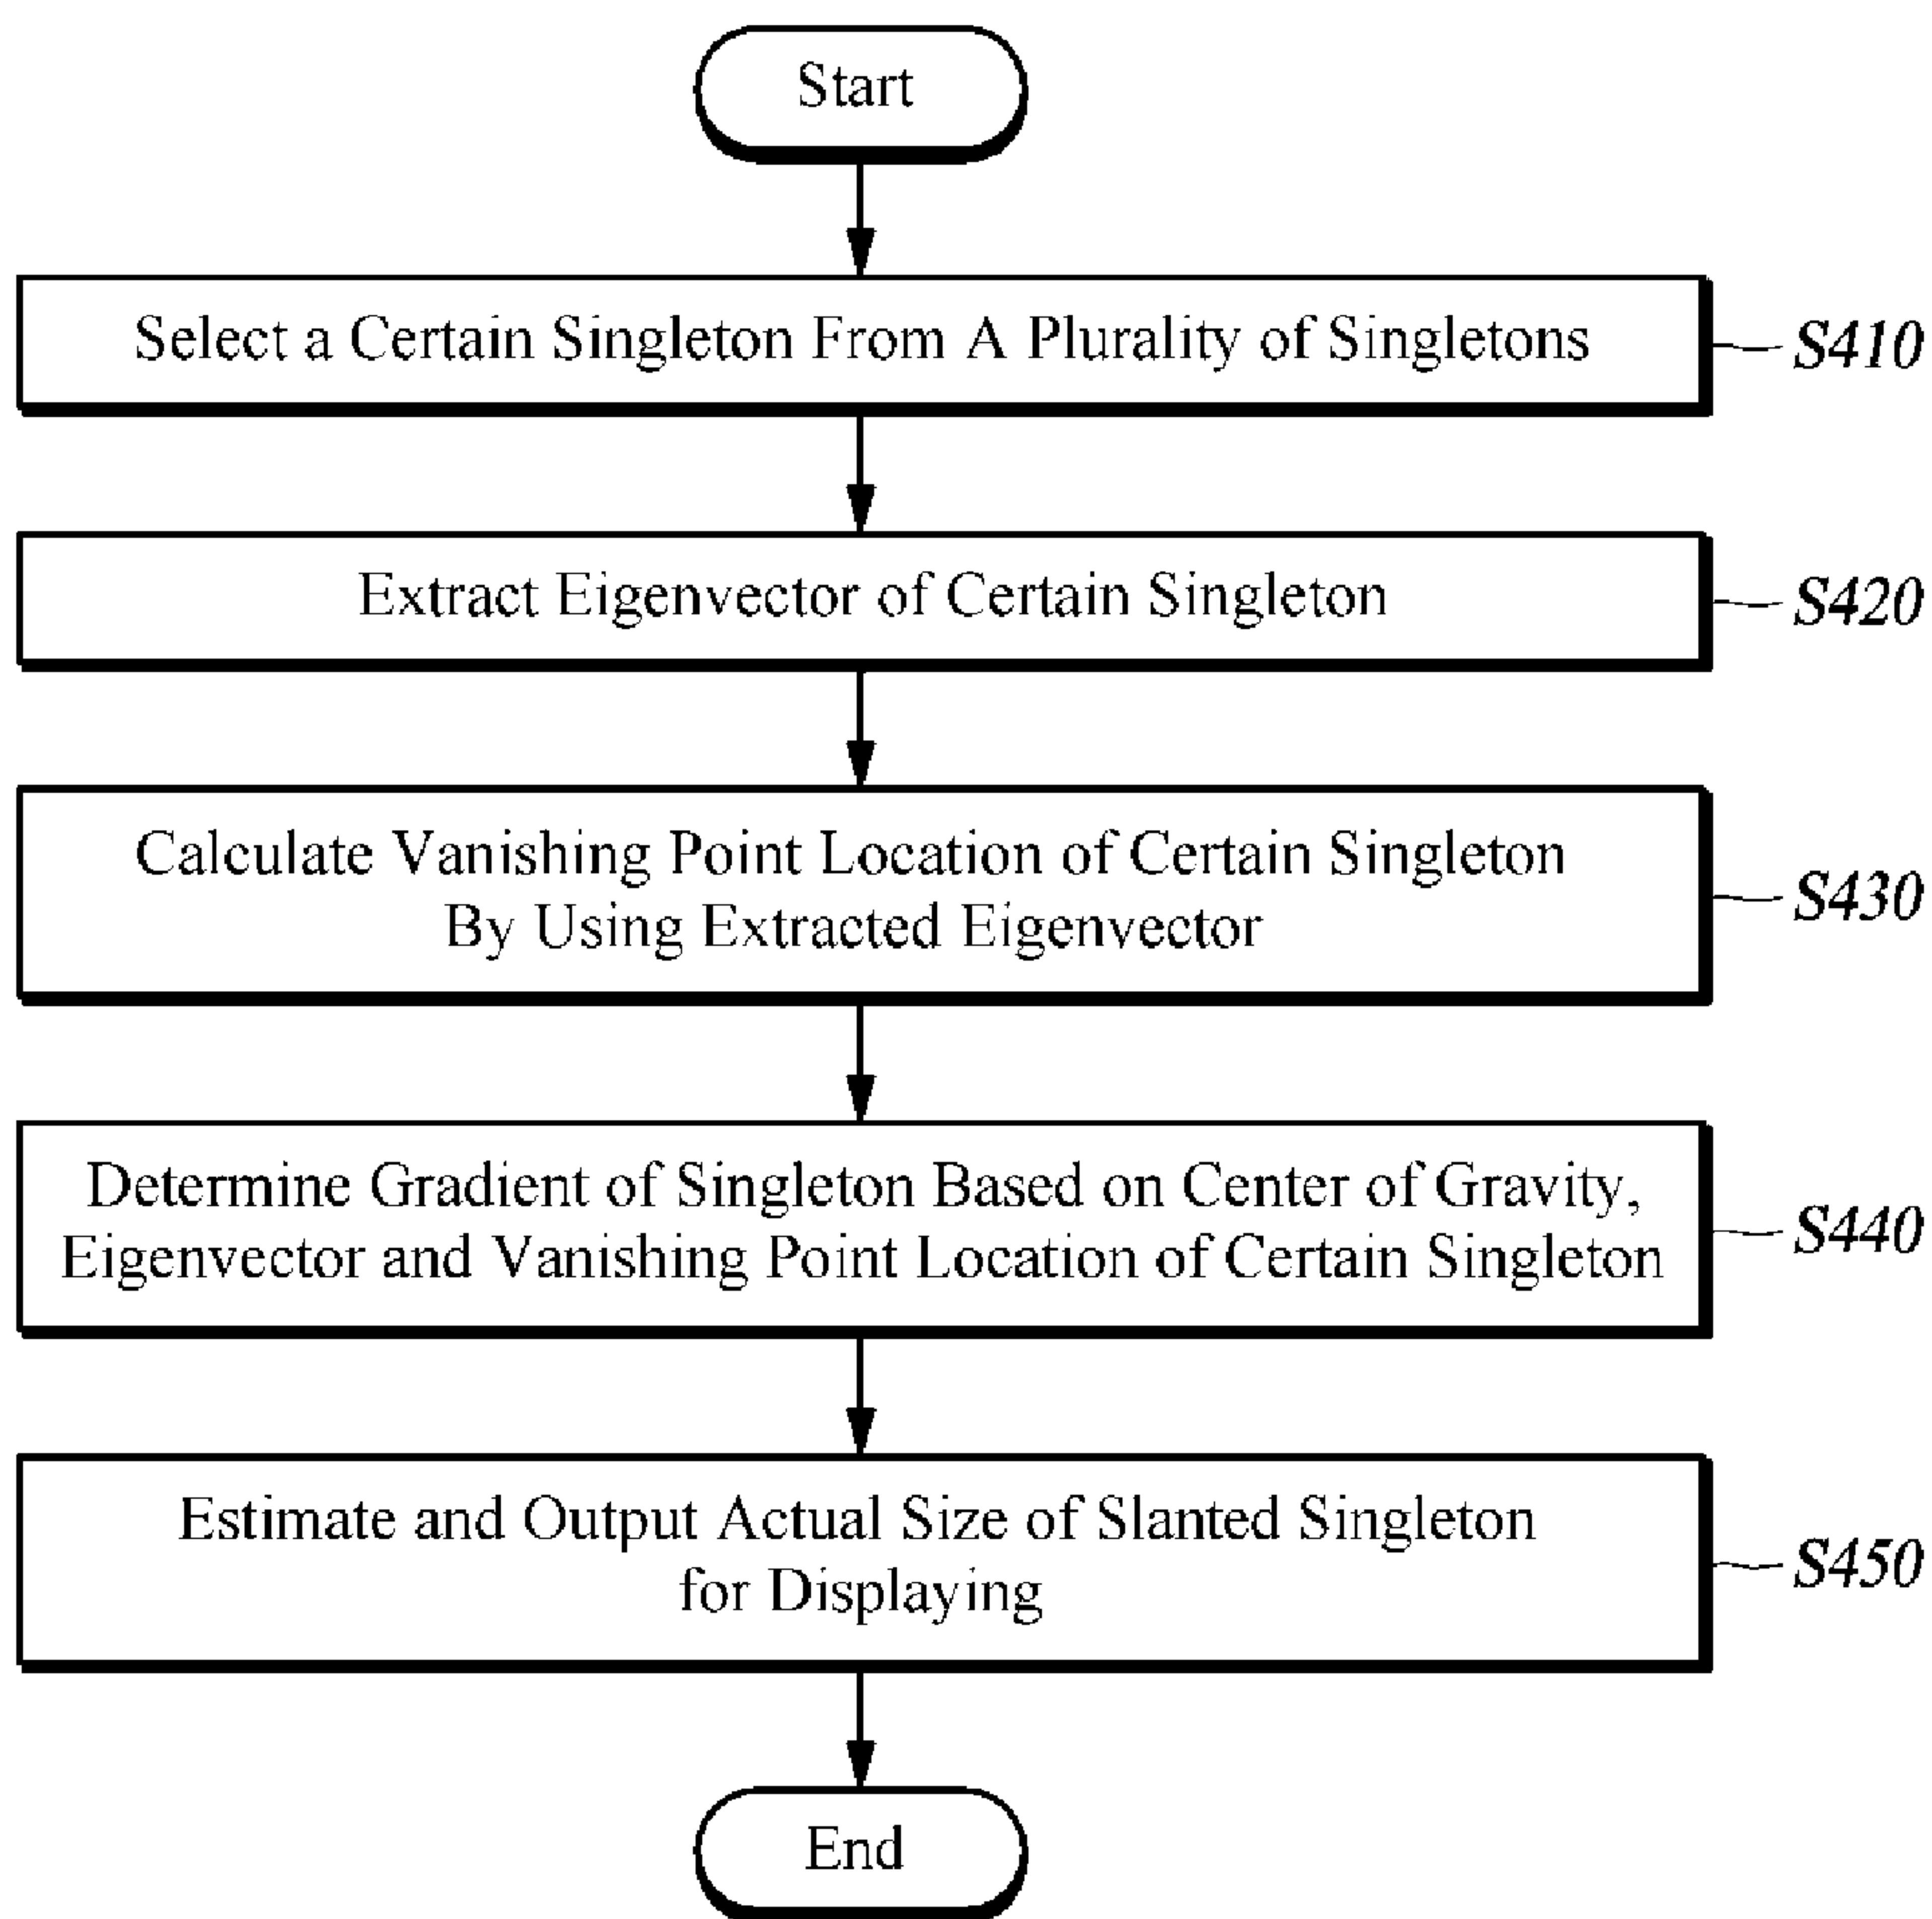 Start
Select a Certain Singleton From A Plurality of Singletons
S410
Extract Eigenvector of Certain Singleton
S420
Calculate Vanishing Point Location of Certain Singleton
By Using Extracted Eigenvector
S430
Determine Gradient of Singleton Based on Center of Gravity,
Eigenvector and Vanishing Point Location of Certain Singleton
S440
Estimate and Output Actual Size of Slanted Singleton
for Displaying
S450
End